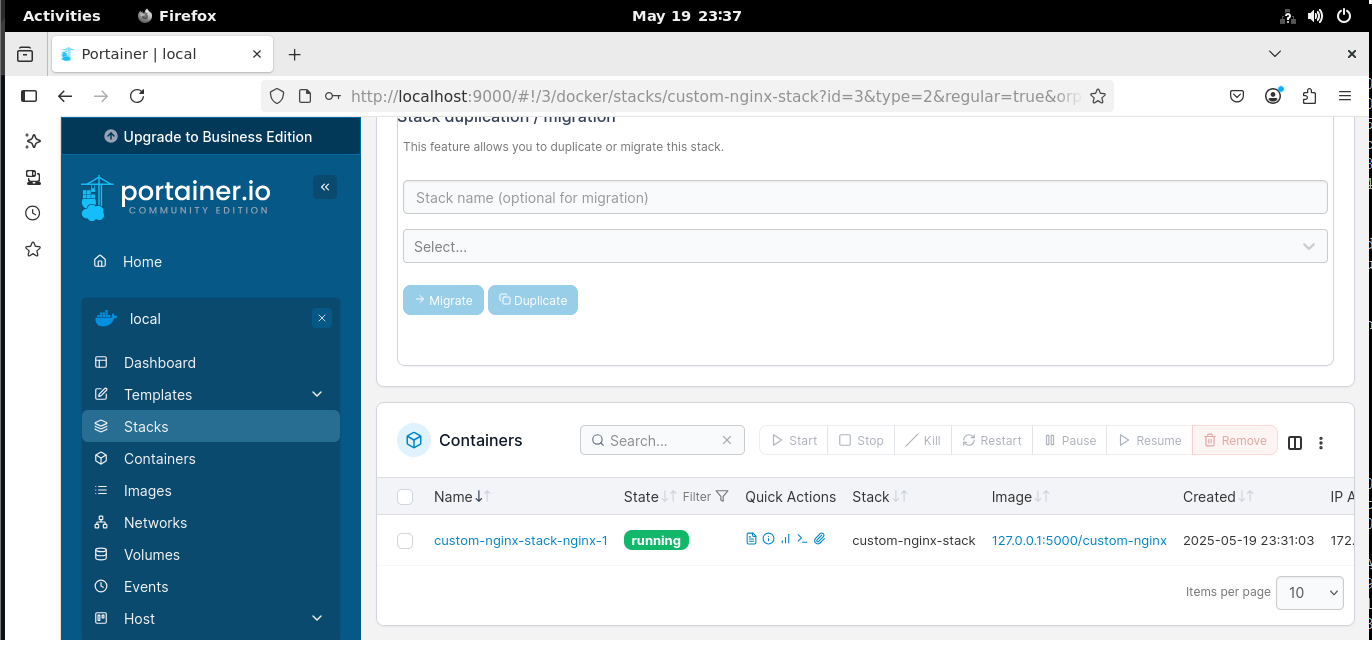 Activities Firefox May 19 23:37
Portainer | local
http://localhost:9000/#!/3/docker/stacks/custom-nginx-stack?id=3&type=2&regular=true&orp
Upgrade to Business Edition
portainer.io
COMMUNITY EDITION
Home
local
Dashboard
Templates
Stacks
Containers
Images
Networks
Volumes
Events
Host
Stack duplication / migration
This feature allows you to duplicate or migrate this stack.
Stack name (optional for migration)
Select...
Migrate Duplicate
Containers Search... Start Stop Kill Restart Pause Resume Remove
Name State Filter Quick Actions Stack Image Created IP A
custom-nginx-stack-nginx-1 running custom-nginx-stack 127.0.0.1:5000/custom-nginx 2025-05-19 23:31:03 172.
Items per page 10